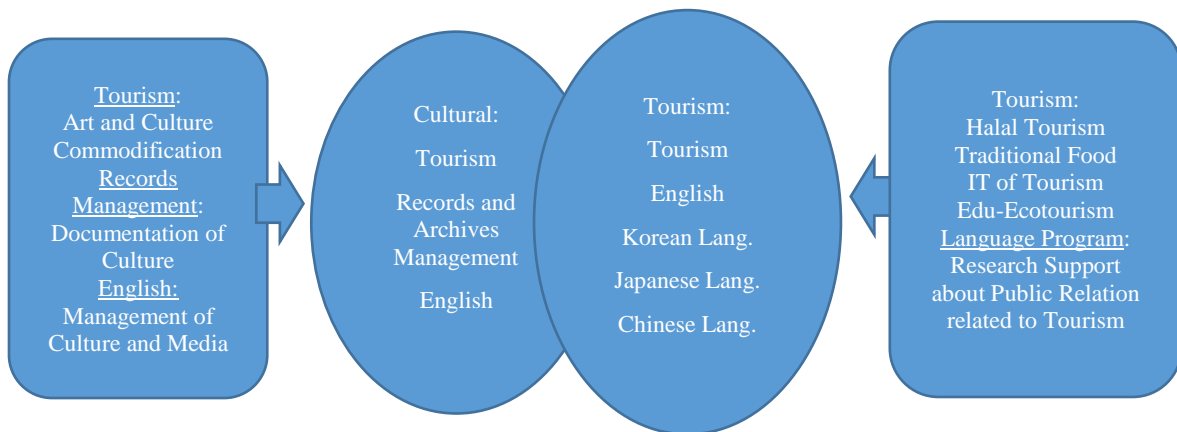 Tourism:
Art and Culture
Commodification
Records
Management:
Documentation of
Culture
English:
Management of
Culture and Media
Cultural:
Tourism
Records and
Archives
Management
English
Tourism:
Tourism
English
Korean Lang.
Japanese Lang.
Chinese Lang.
Tourism:
Halal Tourism
Traditional Food
IT of Tourism
Edu-Ecotourism
Language Program:
Research Support
about Public Relation
related to Tourism